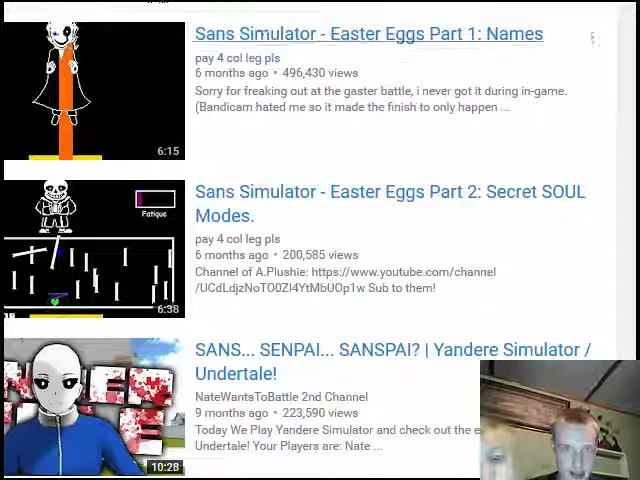 Sans Simulator - Easter Eggs Part 1: Names
pay 4 col leg pls
6 months ago • 496,430 views
Sorry for freaking out at the gaster battle, i never got it during in-game.
(Bandicam hated me so it made the finish to only happen ...
6:15
Sans Simulator - Easter Eggs Part 2: Secret SOUL
Modes.
pay 4 col leg pls
6 months ago • 200,585 views
Channel of A.Plushie: https://www.youtube.com/channel
/UCdLdjzNoTO0Zl4YtMbUOp1w Sub to them!
Fatique
6:38
SANS... SENPAI... SANSPAI? | Yandere Simulator /
Undertale!
NateWantsToBattle 2nd Channel
9 months ago • 223,590 views
Today We Play Yandere Simulator and check out the e
Undertale! Your Players are: Nate ...
10:28